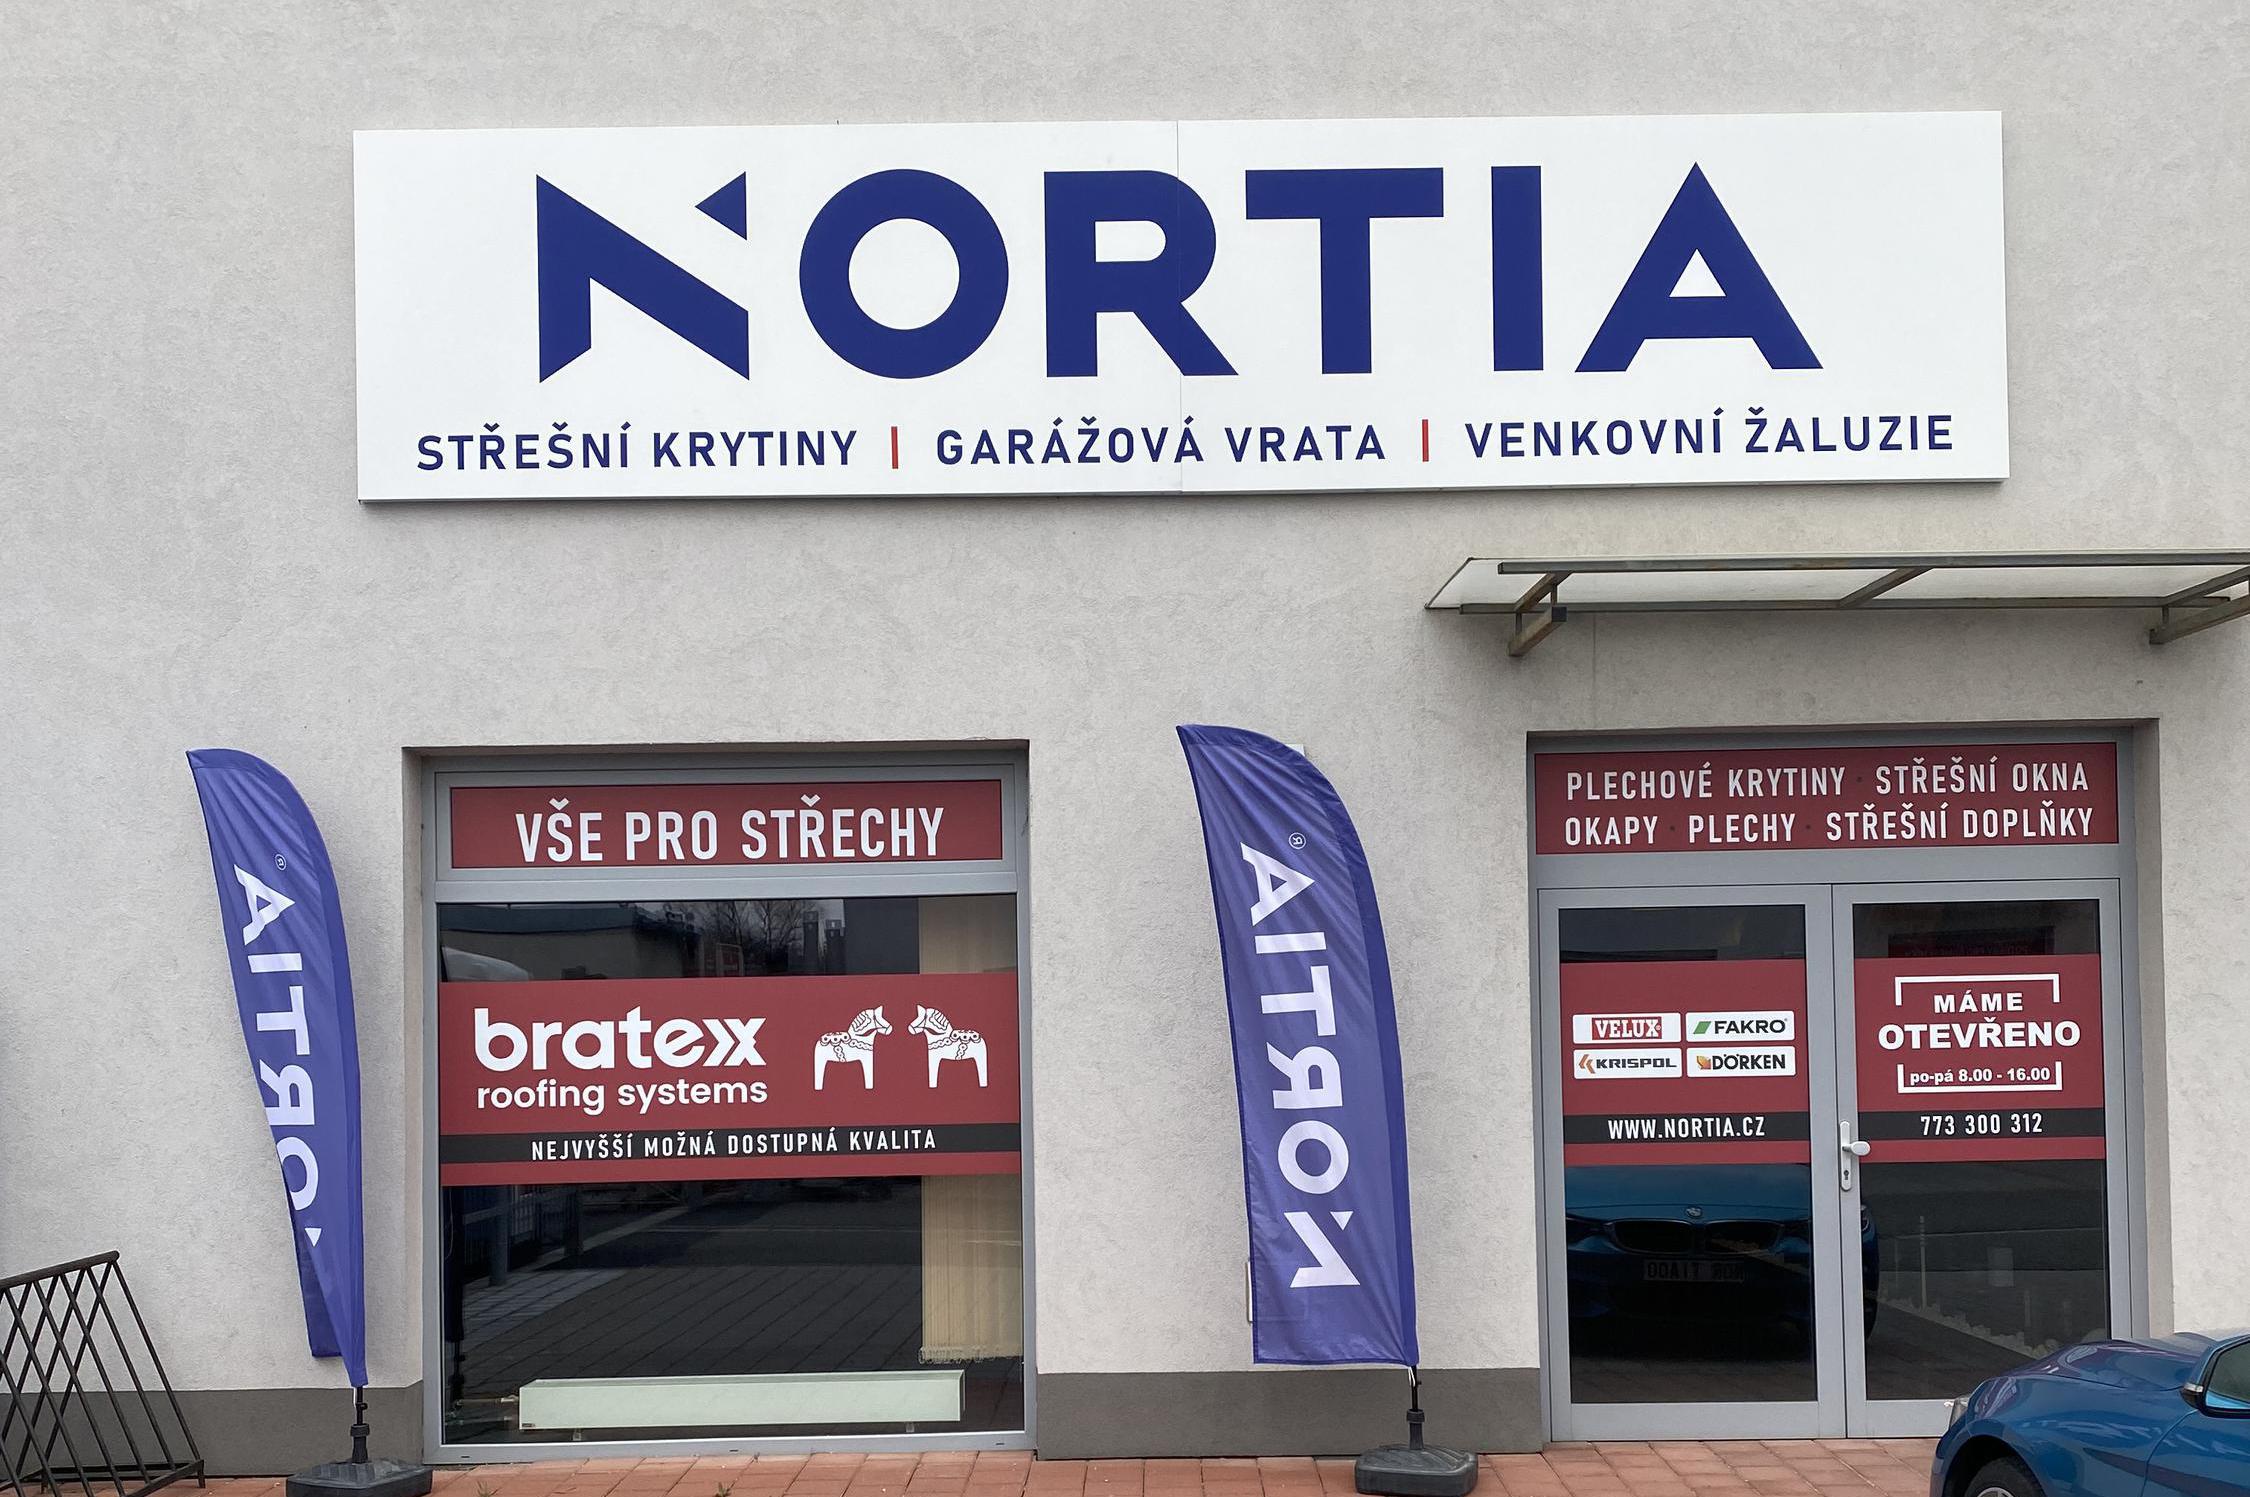 NORTIA
STŘEŠNÍ KRYTINY | GARÁŽOVÁ VRATA | VENKOVNÍ ŽALUZIE
NORTIA®
VŠE PRO STŘECHY
bratex
roofing systems
NEJVYŠŠÍ MOŽNÁ DOSTUPNÁ KVALITA
NORTIA®
PLECHOVÉ KRYTINY · STŘEŠNÍ OKNA
OKAPY · PLECHY · STŘEŠNÍ DOPLŇKY
VELUX® FAKRO®
KRISPOL DÖRKEN
WWW.NORTIA.CZ
MÁME
OTEVŘENO
po-pá 8.00 - 16.00
773 300 312